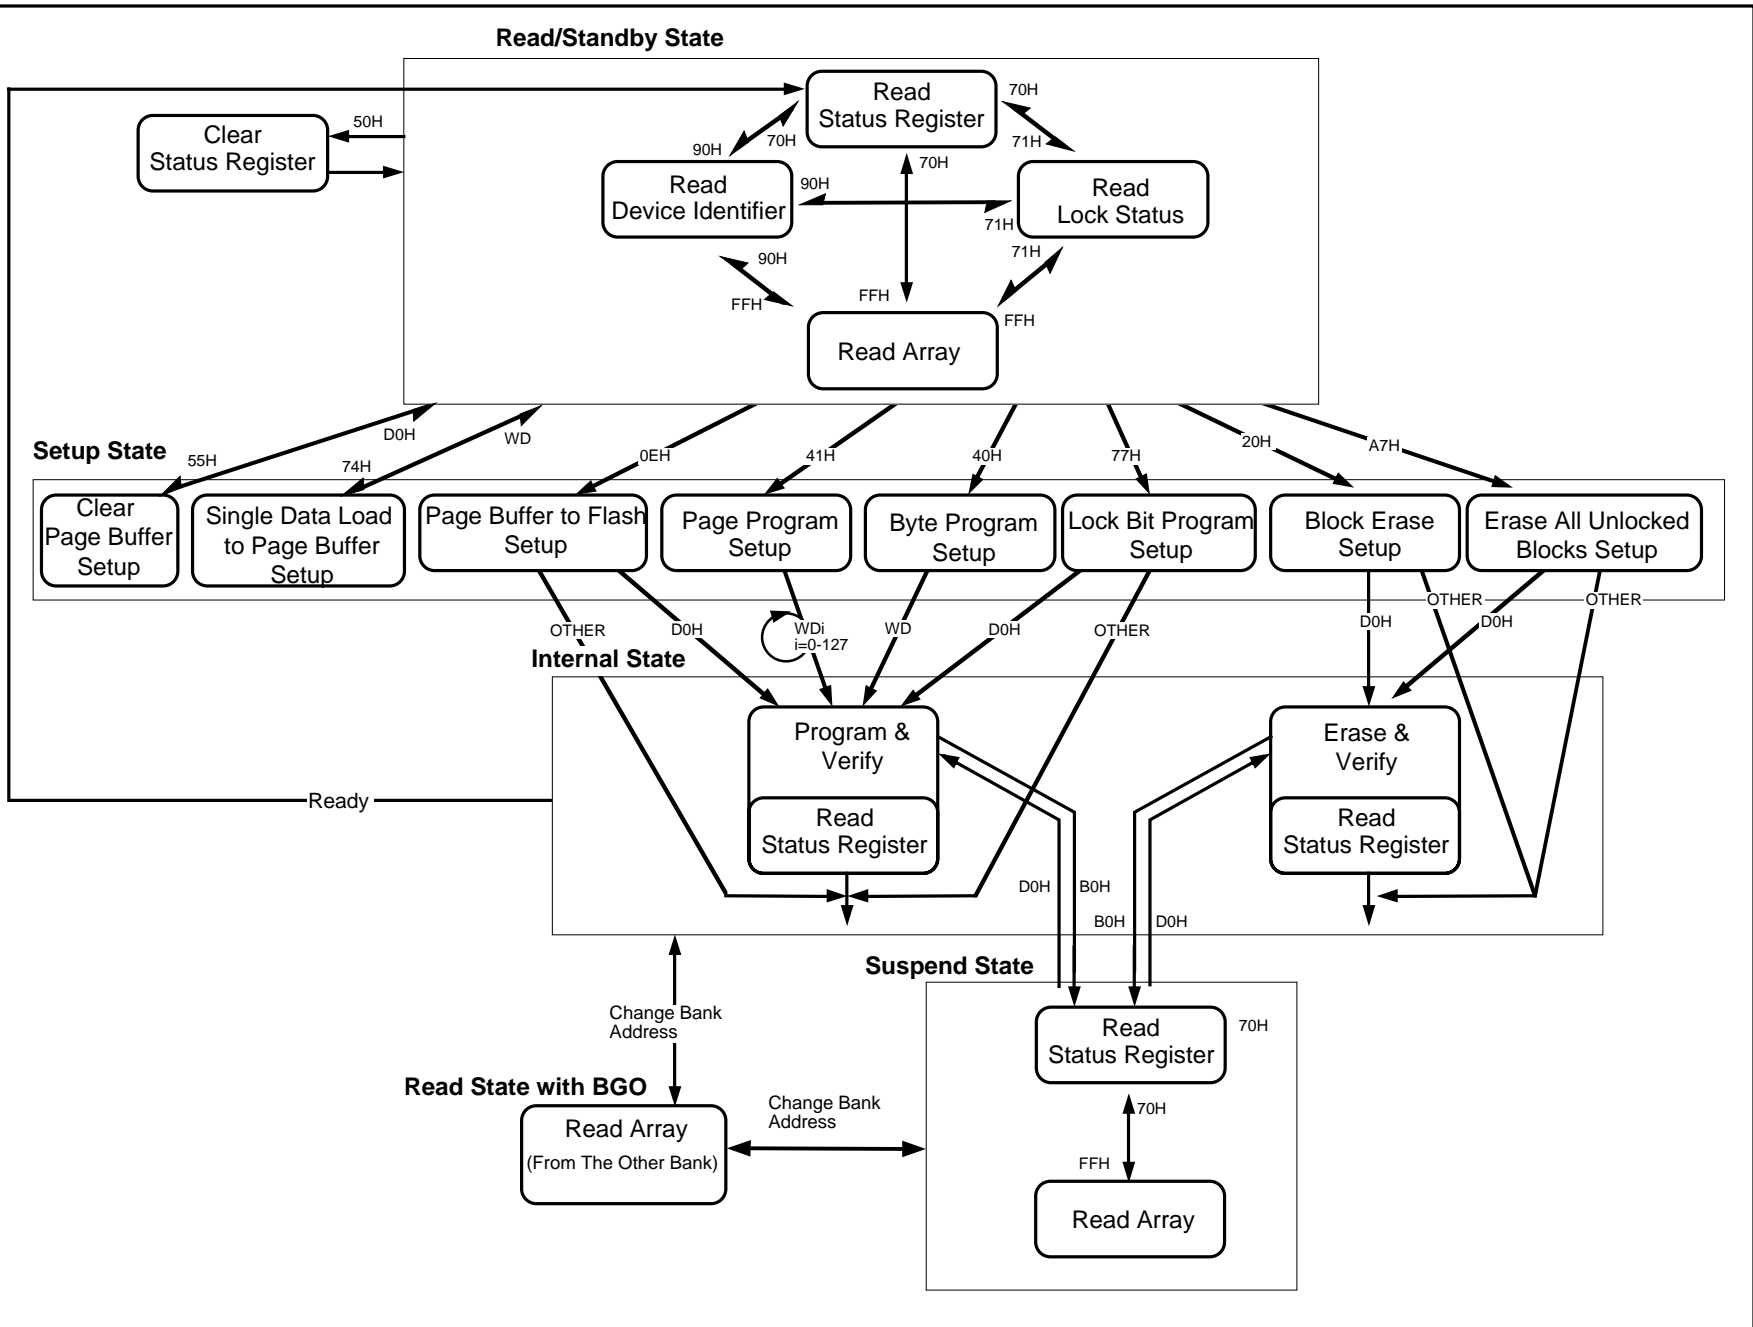 Read/Standby State
Read
Status Register
70H
Clear
Status Register
50H
90H
70H
71H
70H
Read
Device Identifier
90H
71H
Read
Lock Status
90H
FFH
FFH
71H
FFH
Read Array
Setup State
55H
D0H
74H
WD
0EH
41H
40H
77H
20H
A7H
Clear
Page Buffer
Setup
Single Data Load
to Page Buffer
Setup
Page Buffer to Flash
Setup
Page Program
Setup
Byte Program
Setup
Lock Bit Program
Setup
Block Erase
Setup
Erase All Unlocked
Blocks Setup
OTHER
D0H
WDi
i=0-127
WD
D0H
OTHER
D0H
OTHER
D0H
OTHER
Internal State
Program &
Verify
Read
Status Register
Erase &
Verify
Read
Status Register
Ready
D0H
B0H
B0H
D0H
Suspend State
Change Bank
Address
Read
Status Register
70H
Read State with BGO
Read Array
(From The Other Bank)
Change Bank
Address
70H
FFH
Read Array